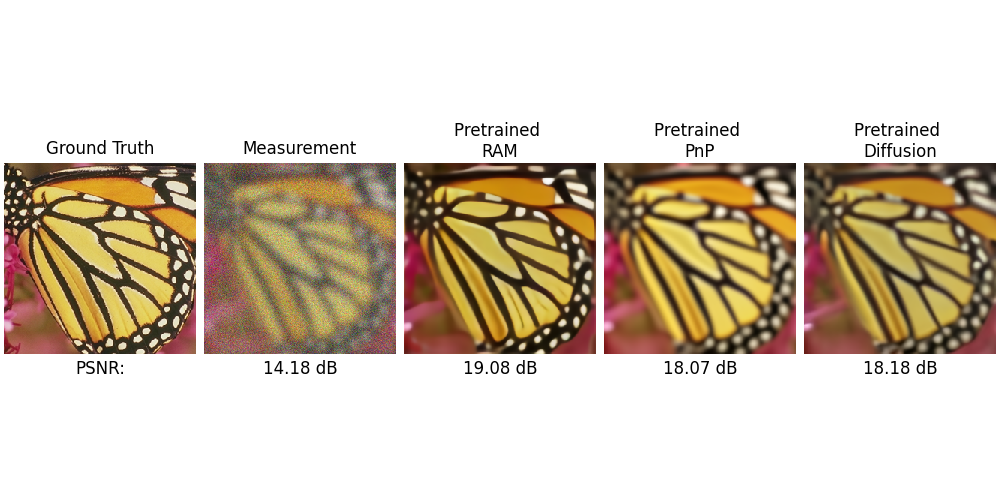 Ground Truth
Measurement
Pretrained
RAM
Pretrained
PnP
Pretrained
Diffusion
PSNR:
14.18 dB
19.08 dB
18.07 dB
18.18 dB